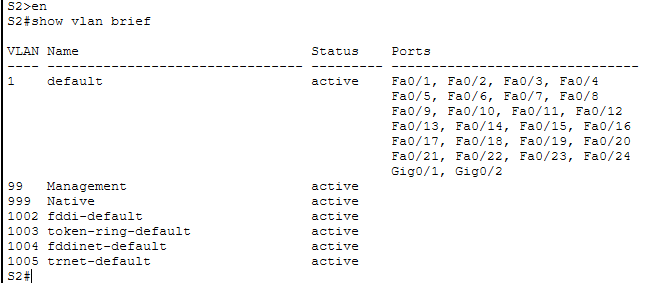 S2>en
S2#show vlan brief
VLAN Name                             Status    Ports
---- -------------------------------- --------- -------------------------------
1    default                          active    Fa0/1, Fa0/2, Fa0/3, Fa0/4
                                                Fa0/5, Fa0/6, Fa0/7, Fa0/8
                                                Fa0/9, Fa0/10, Fa0/11, Fa0/12
                                                Fa0/13, Fa0/14, Fa0/15, Fa0/16
                                                Fa0/17, Fa0/18, Fa0/19, Fa0/20
                                                Fa0/21, Fa0/22, Fa0/23, Fa0/24
                                                Gig0/1, Gig0/2
99   Management                       active
999  Native                           active
1002 fddi-default                     active
1003 token-ring-default               active
1004 fddinet-default                  active
1005 trnet-default                    active
S2#